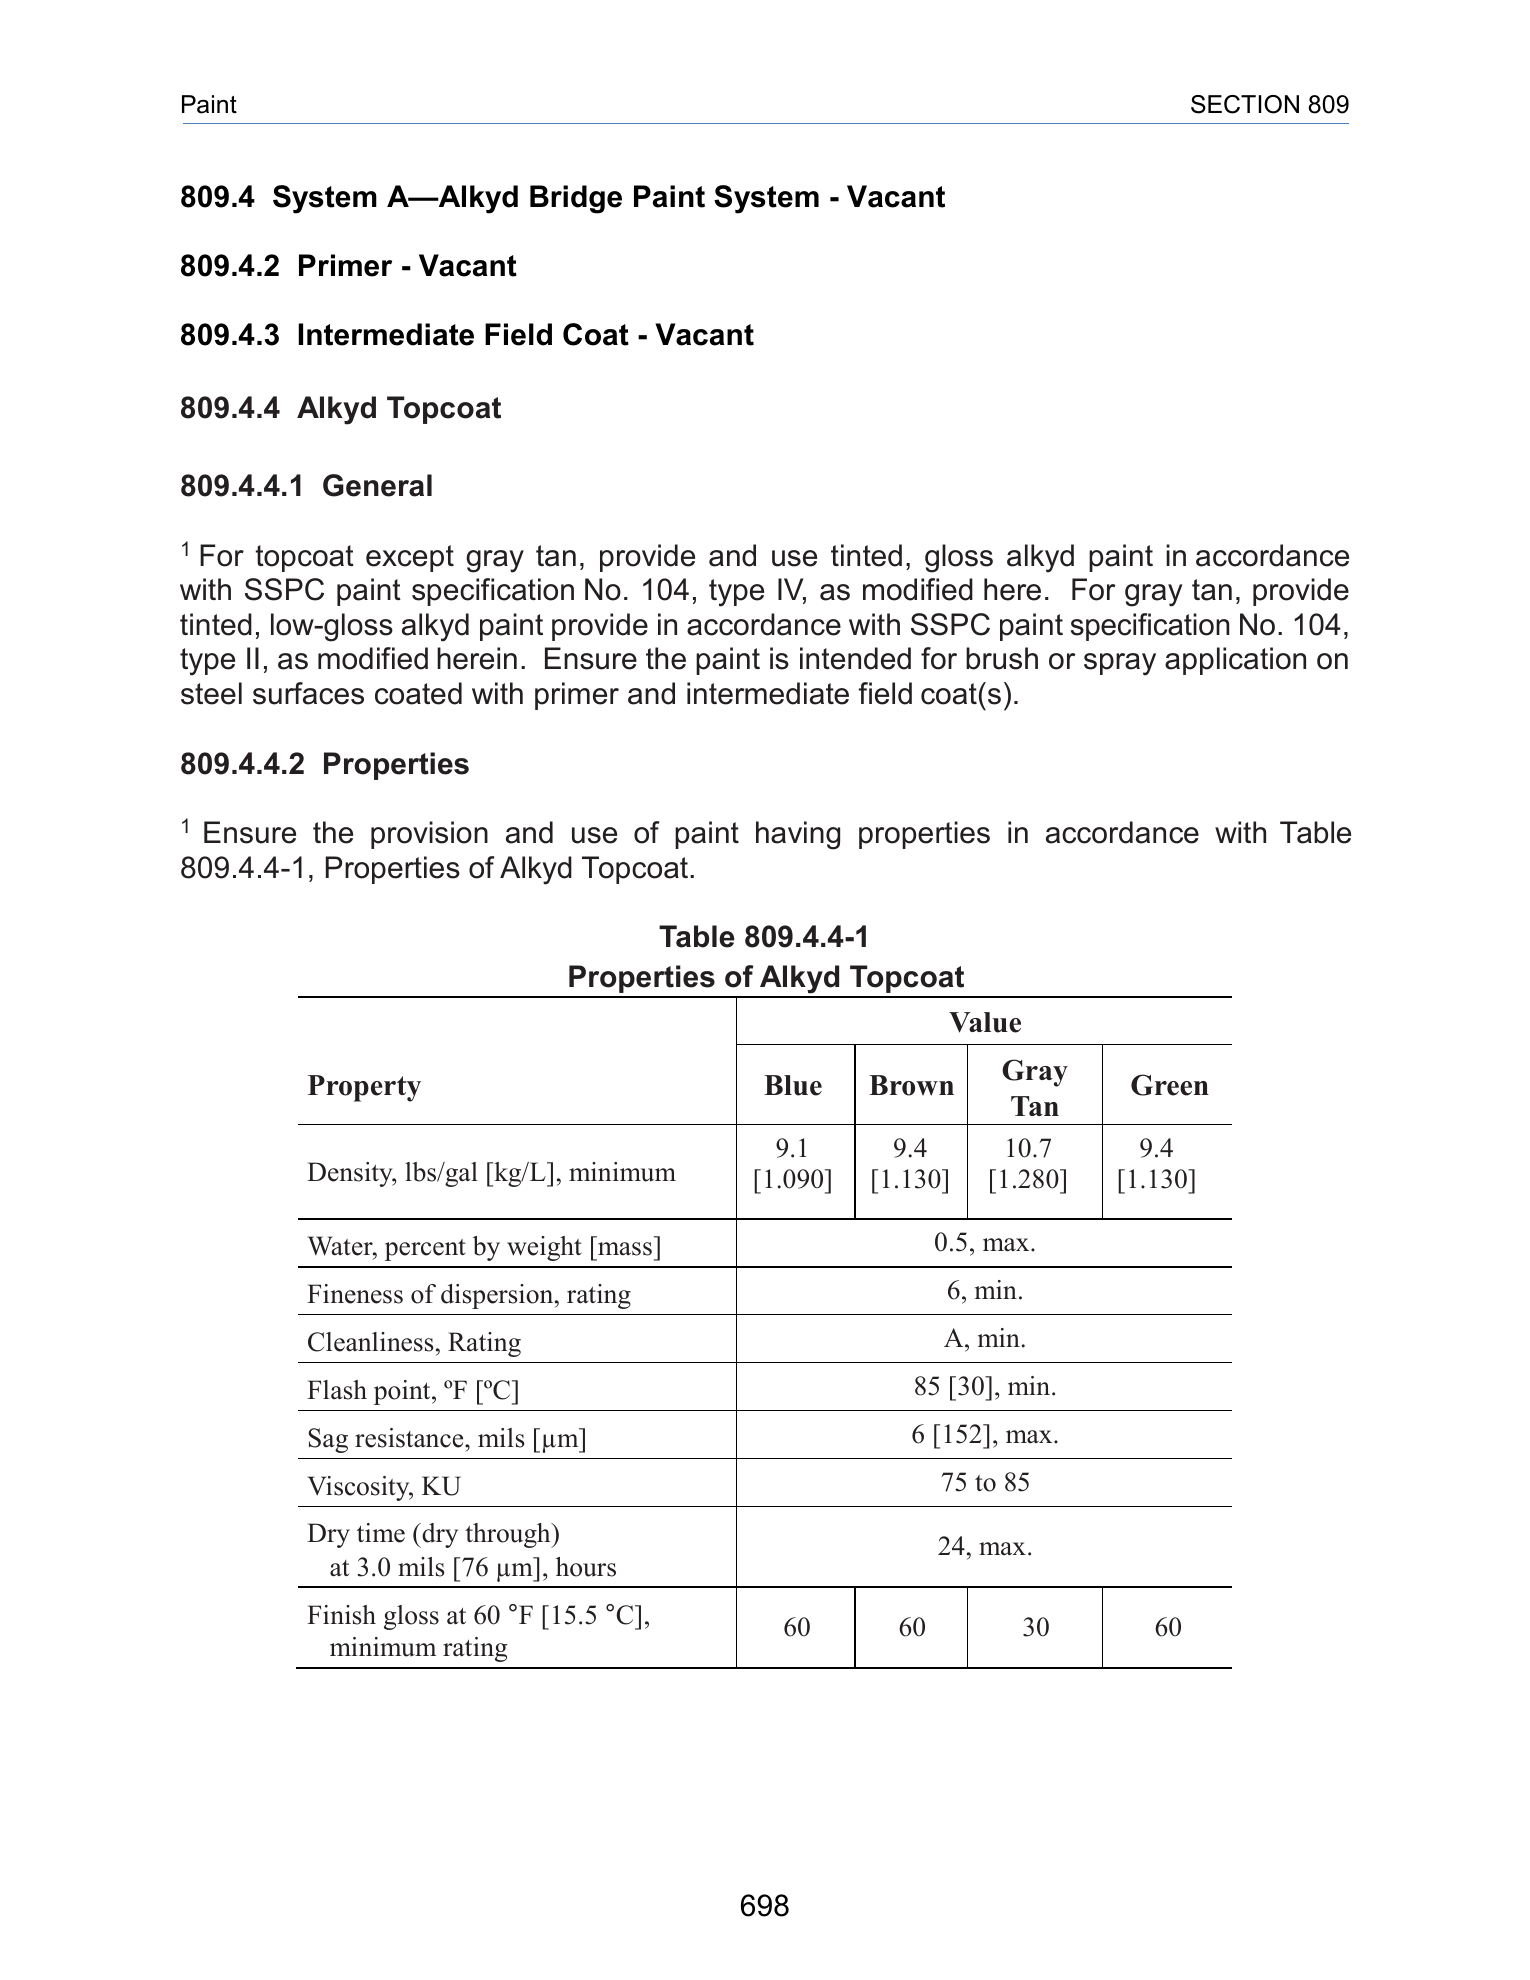 Paint SECTION 809
809.4 System A—Alkyd Bridge Paint System - Vacant
809.4.2 Primer - Vacant
809.4.3 Intermediate Field Coat - Vacant
809.4.4 Alkyd Topcoat
809.4.4.1 General
1 For topcoat except gray tan, provide and use tinted, gloss alkyd paint in accordance
with SSPC paint specification No. 104, type IV, as modified here. For gray tan, provide
tinted, low-gloss alkyd paint provide in accordance with SSPC paint specification No. 104,
type II, as modified herein. Ensure the paint is intended for brush or spray application on
steel surfaces coated with primer and intermediate field coat(s).
809.4.4.2 Properties
1 Ensure the provision and use of paint having properties in accordance with Table
809.4.4-1, Properties of Alkyd Topcoat.
Table 809.4.4-1
Properties of Alkyd Topcoat
Value
Property Blue Brown Gray Tan Green
Density, lbs/gal [kg/L], minimum 9.1 [1.090] 9.4 [1.130] 10.7 [1.280] 9.4 [1.130]
Water, percent by weight [mass] 0.5, max.
Fineness of dispersion, rating 6, min.
Cleanliness, Rating A, min.
Flash point, ºF [ºC] 85 [30], min.
Sag resistance, mils [µm] 6 [152], max.
Viscosity, KU 75 to 85
Dry time (dry through)
at 3.0 mils [76 µm], hours 24, max.
Finish gloss at 60 °F [15.5 °C],
minimum rating 60 60 30 60
698